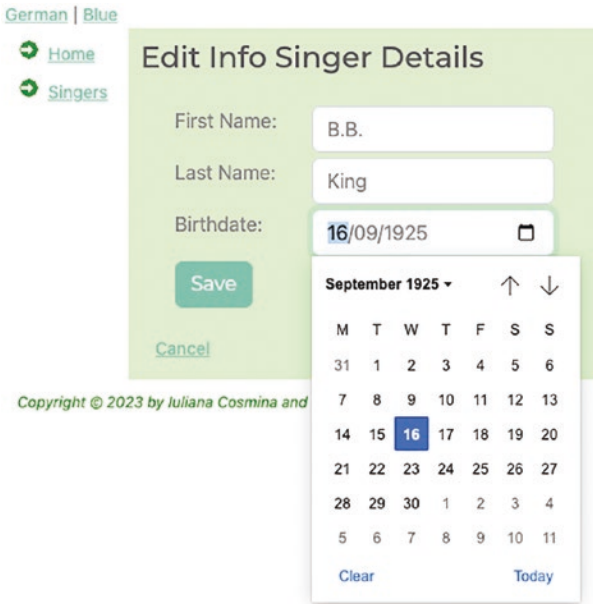 German | Blue
Home
Singers
Edit Info Singer Details
First Name:
B.B.
Last Name:
King
Birthdate:
16/09/1925
Save
Cancel
September 1925
M T W T F S S
31 1 2 3 4 5 6
7 8 9 10 11 12 13
14 15 16 17 18 19 20
21 22 23 24 25 26 27
28 29 30 1 2 3 4
5 6 7 8 9 10 11
Clear Today
Copyright © 2023 by Iuliana Cosmina and